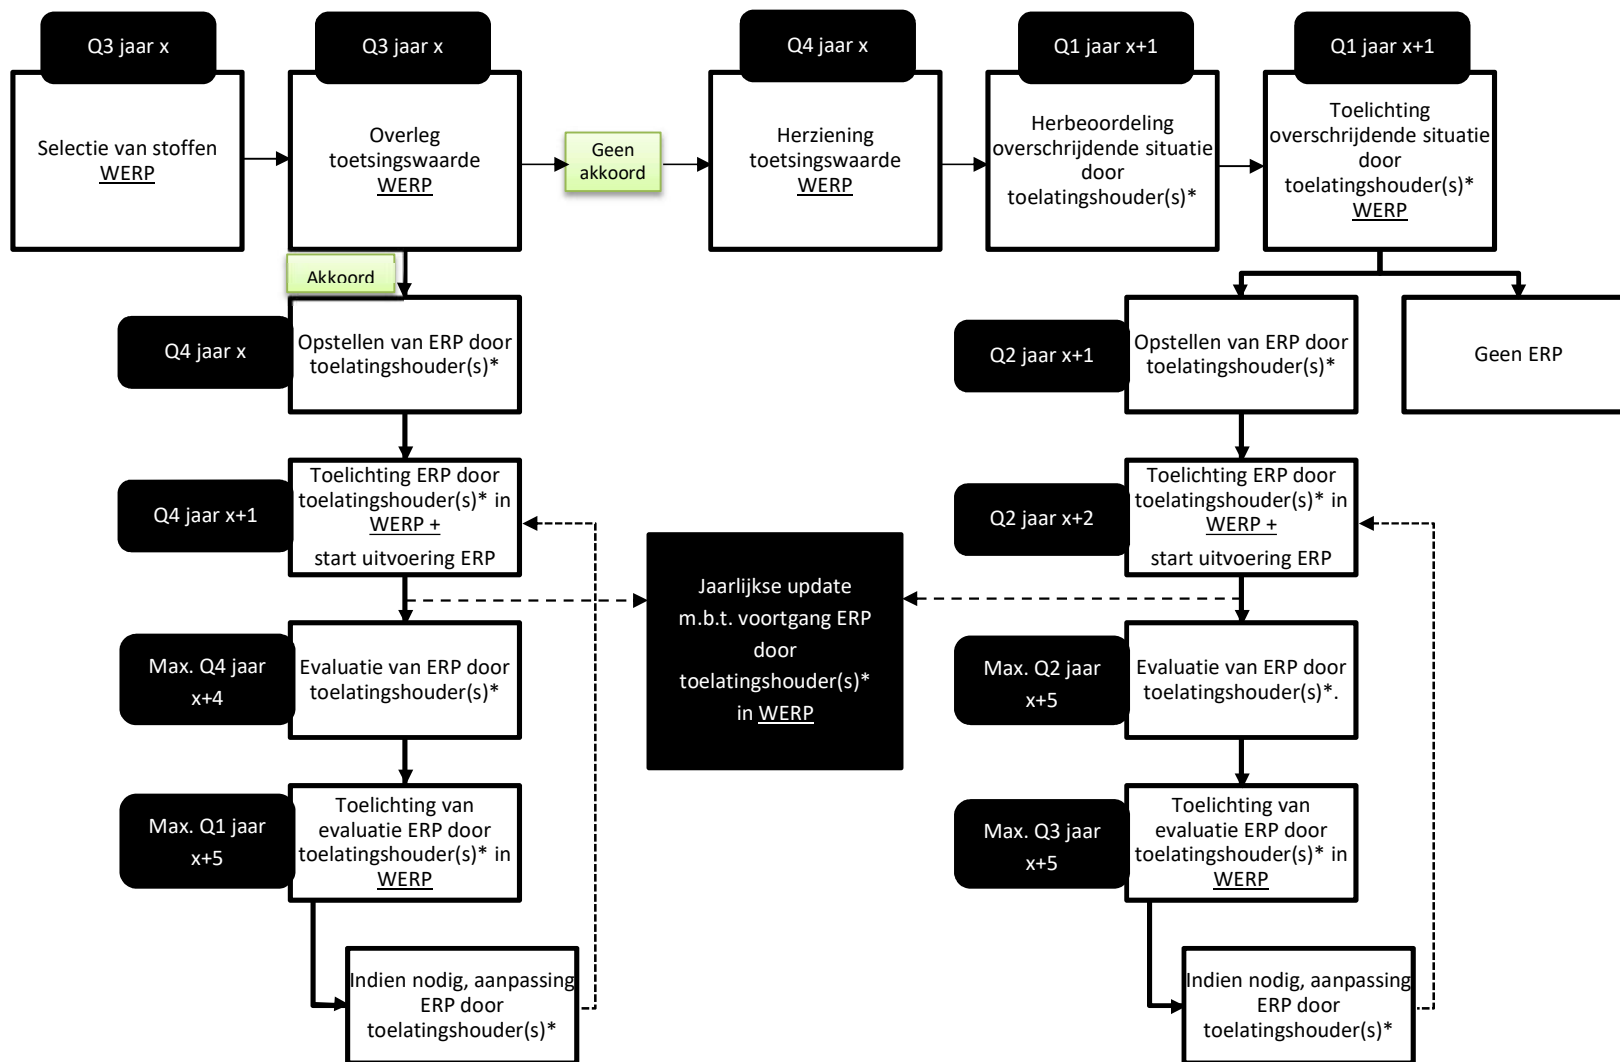 Q3 jaar x
Q3 jaar x
Q4 jaar x
Q1 jaar x+1
Q1 jaar x+1
Selectie van stoffen
WERP
Overleg
toetsingswaarde
WERP
Geen
akkoord
Herziening
toetsingswaarde
WERP
Herbeoordeling
overschrijdende situatie
door
toelatingshouder(s)*
Toelichting
overschrijdende situatie
door
toelatingshouder(s)*
WERP
Akkoord
Q4 jaar x
Opstellen van ERP door
toelatingshouder(s)*
Q2 jaar x+1
Opstellen van ERP door
toelatingshouder(s)*
Geen ERP
Q4 jaar x+1
Toelichting ERP door
toelatingshouder(s)* in
WERP +
start uitvoering ERP
Q2 jaar x+2
Toelichting ERP door
toelatingshouder(s)* in
WERP +
start uitvoering ERP
Jaarlijkse update
m.b.t. voortgang ERP
door
toelatingshouder(s)*
in WERP
Max. Q4 jaar
x+4
Evaluatie van ERP door
toelatingshouder(s)*
Max. Q2 jaar
x+5
Evaluatie van ERP door
toelatingshouder(s)*.
Max. Q1 jaar
x+5
Toelichting van
evaluatie ERP door
toelatingshouder(s)* in
WERP
Max. Q3 jaar
x+5
Toelichting van
evaluatie ERP door
toelatingshouder(s)* in
WERP
Indien nodig, aanpassing
ERP door
toelatingshouder(s)*
Indien nodig, aanpassing
ERP door
toelatingshouder(s)*